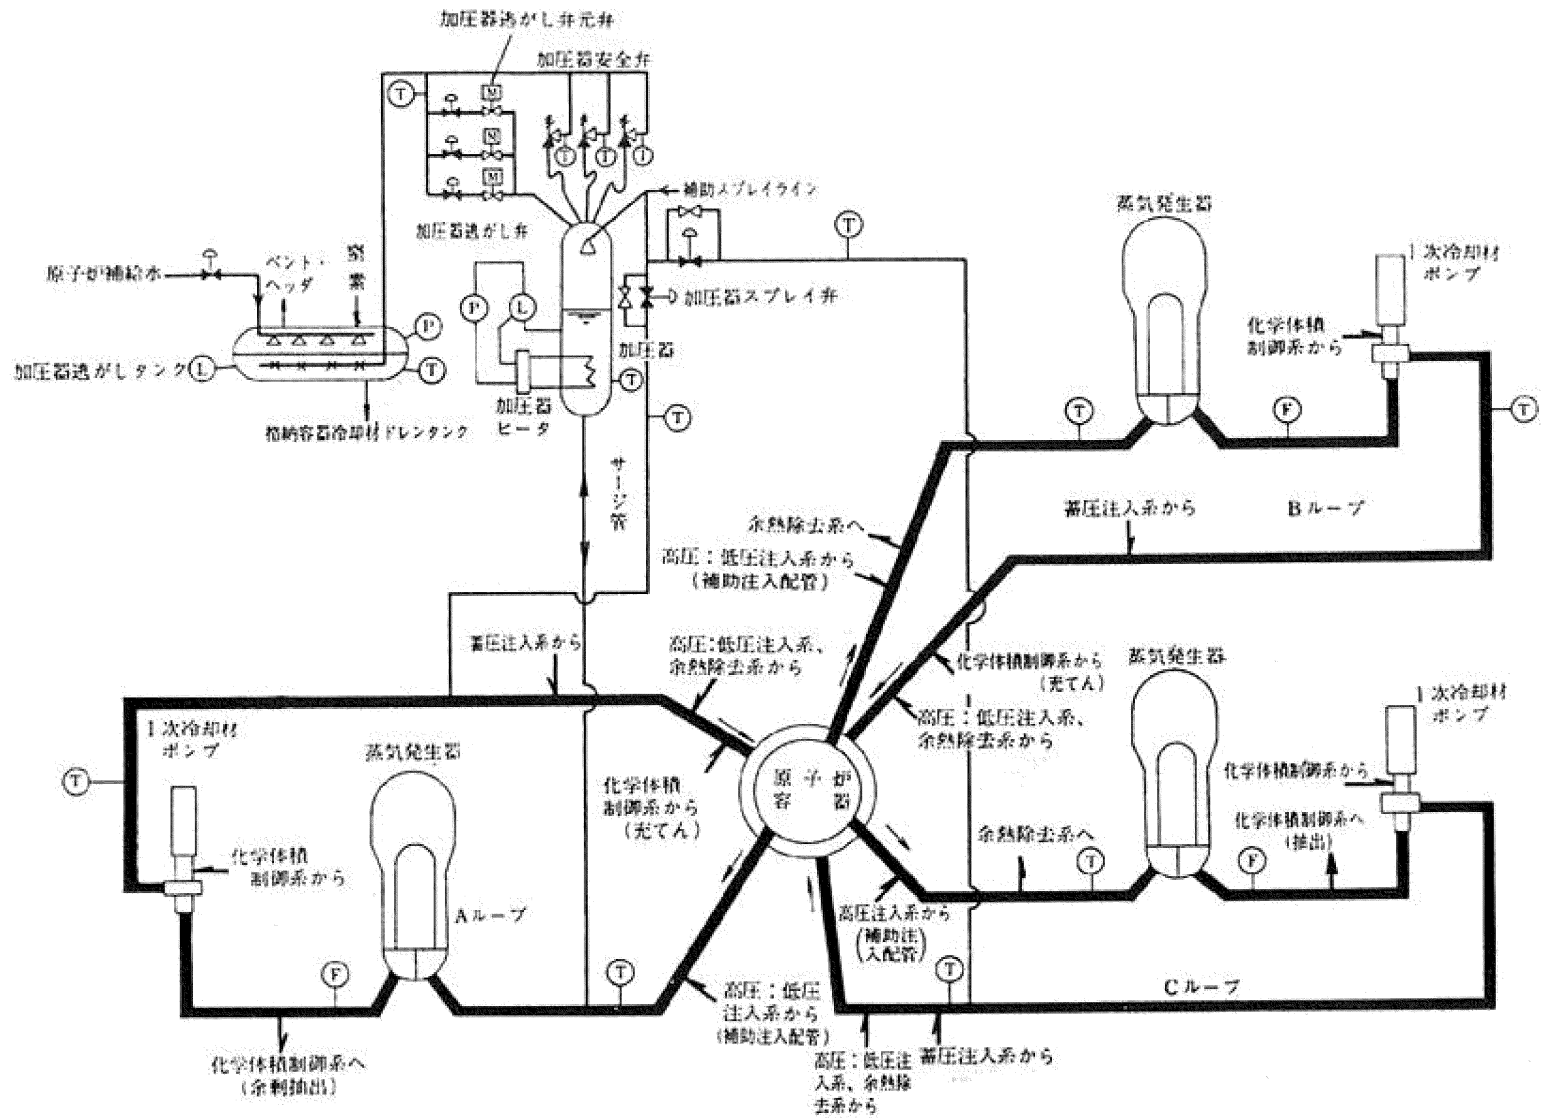 加圧器逃がし弁元弁
加圧器安全弁
T
M
M
M
T
T
T
補助スプレイライン
加圧器逃がし弁
T
原子炉補給水
ベント・
ヘッダ
窒
素
P
L
加圧器スプレイ弁
加圧器
P
加圧器逃がしタンク
L
T
T
T
加圧器
ヒータ
格納容器冷却材ドレンタンク
サ
ー
ジ
管
蒸気発生器
1次冷却材
ポンプ
化学体積
制御系から
T
F
T
蓄圧注入系から
Bループ
余熱除去系へ
高圧：低圧注入系から
(補助注入配管)
蓄圧注入系から
高圧：低圧注入系、
余熱除去系から
化学体積制御系から
(充てん)
高圧：低圧注入系、
余熱除去系から
蒸気発生器
1次冷却材
ポンプ
1次冷却材
ポンプ
T
蒸気発生器
原子炉
容器
化学体積
制御系から
(充てん)
化学体積制御系から
化学体積制御系へ
(抽出)
余熱除去系へ
T
F
化学体積
制御系から
Aループ
高圧注入系から
(補助注
入配管)
F
T
T
Cループ
高圧：低圧
注入系から
(補助注入配管)
化学体積制御系へ
(余剰抽出)
高圧：低圧注
入系、余熱除
去系から
蓄圧注入系から